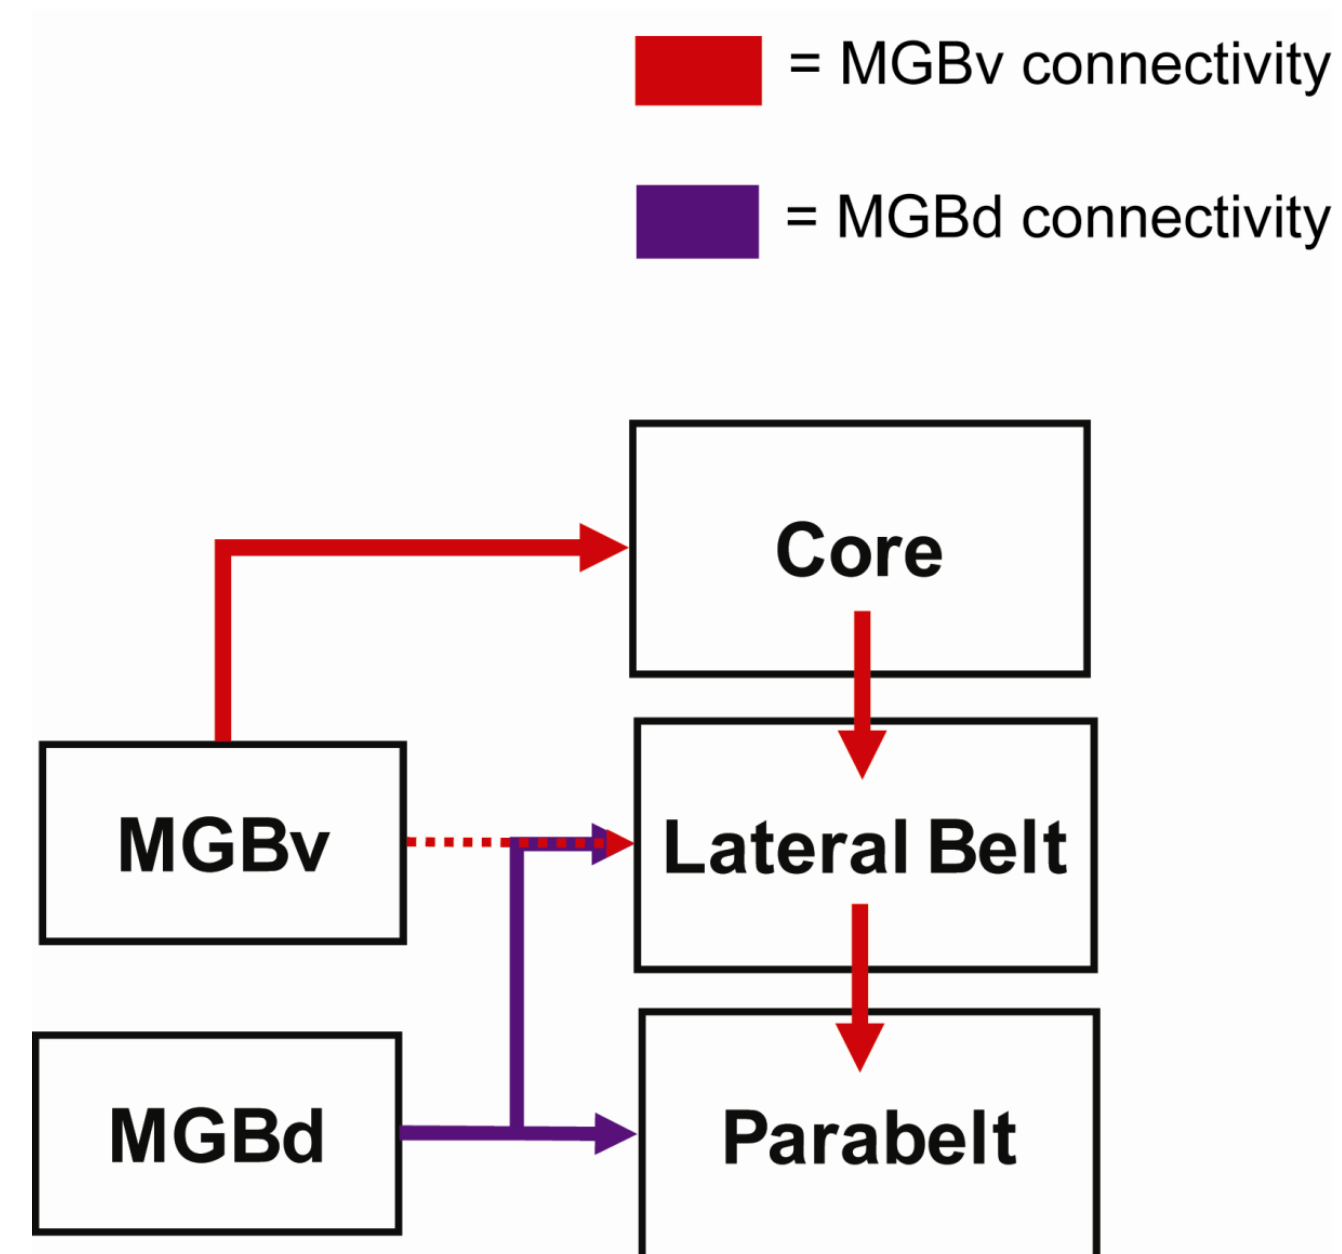 = MGBv connectivity
= MGBd connectivity
Core
MGBv
Lateral Belt
MGBd
Parabelt